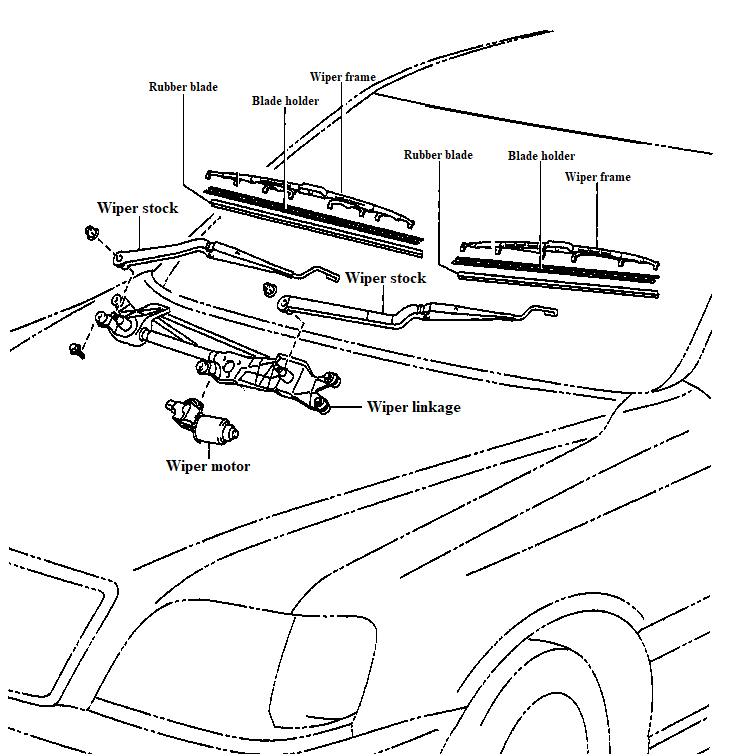 Wiper frame
Rubber blade
Blade holder
Rubber blade
Blade holder
Wiper frame
Wiper stock
Wiper stock
Wiper linkage
Wiper motor